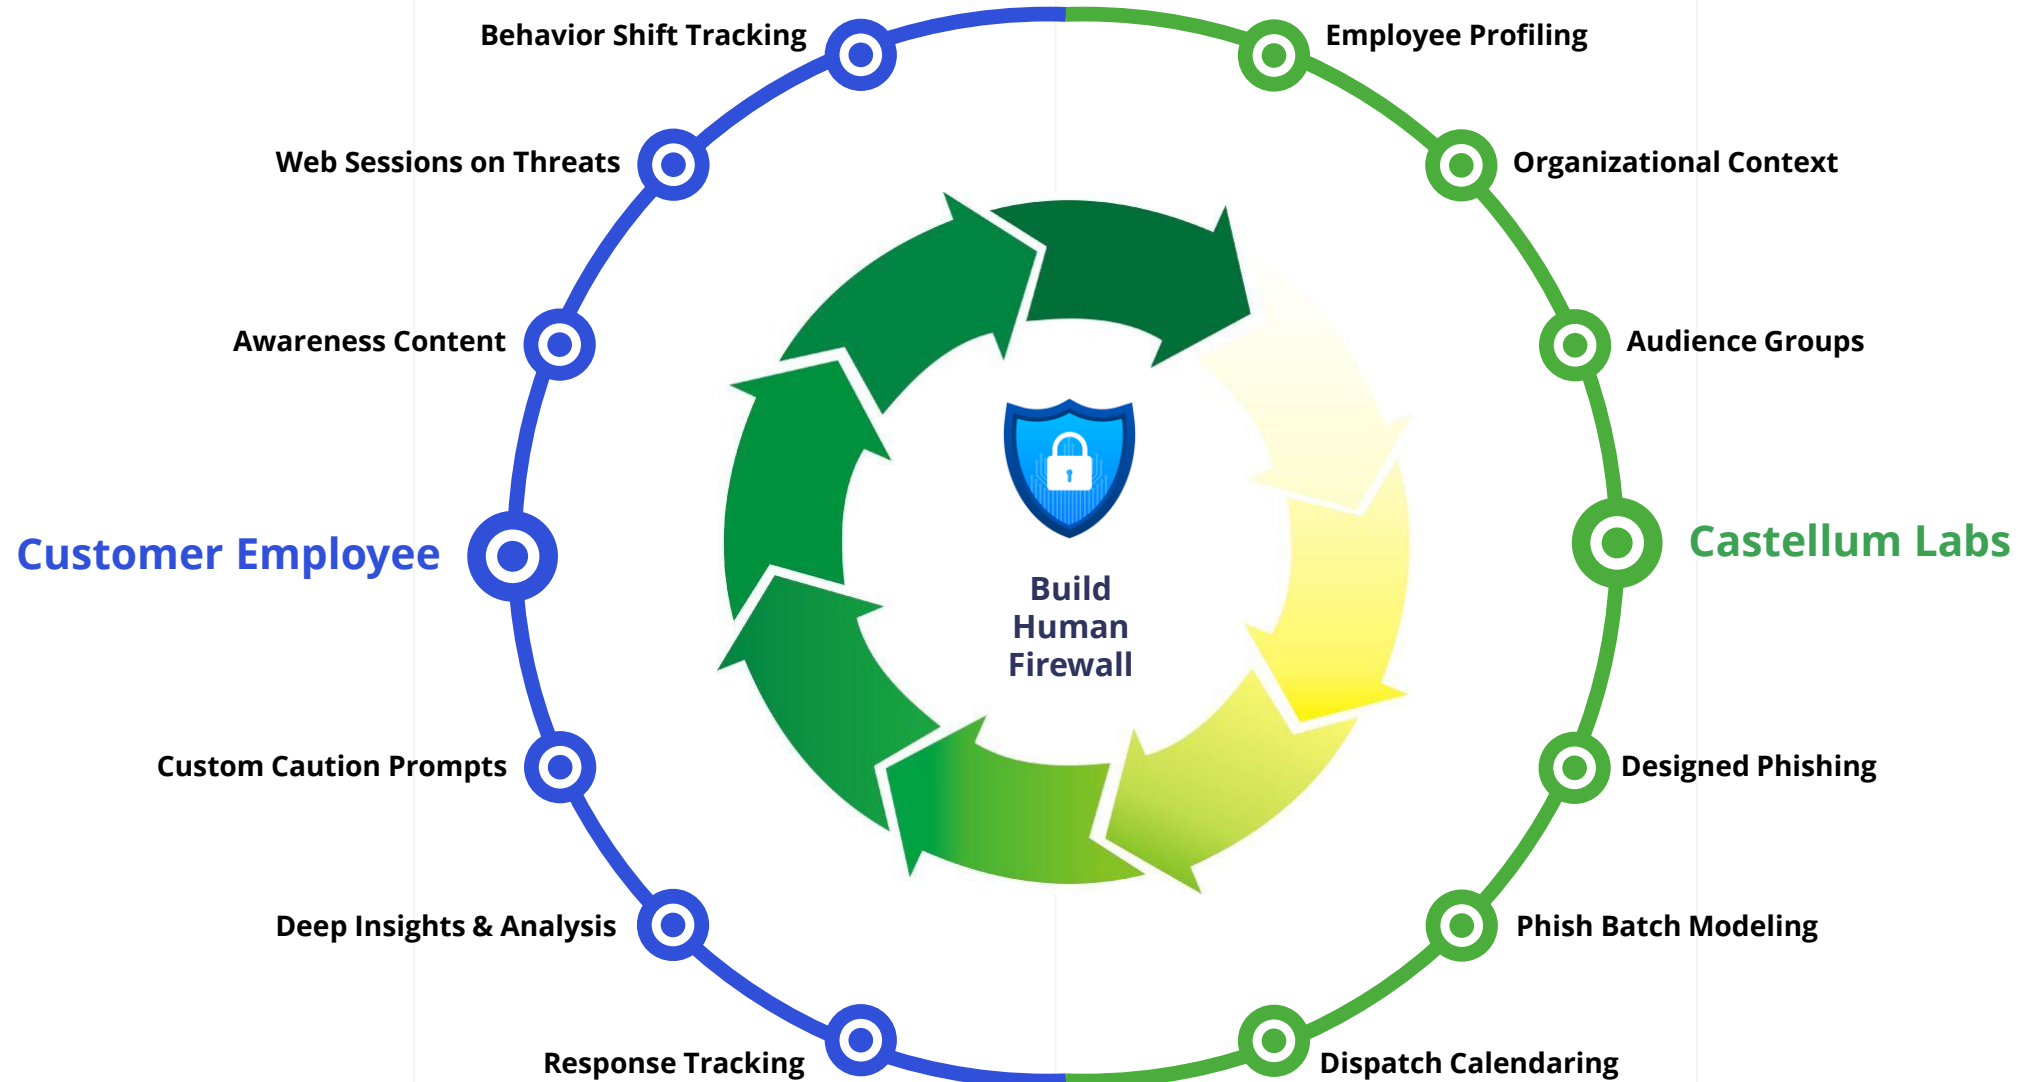 Behavior Shift Tracking
Employee Profiling
Web Sessions on Threats
Organizational Context
Awareness Content
Audience Groups
Customer Employee
Castellum Labs
Build
Human
Firewall
Custom Caution Prompts
Designed Phishing
Deep Insights & Analysis
Phish Batch Modeling
Response Tracking
Dispatch Calendaring